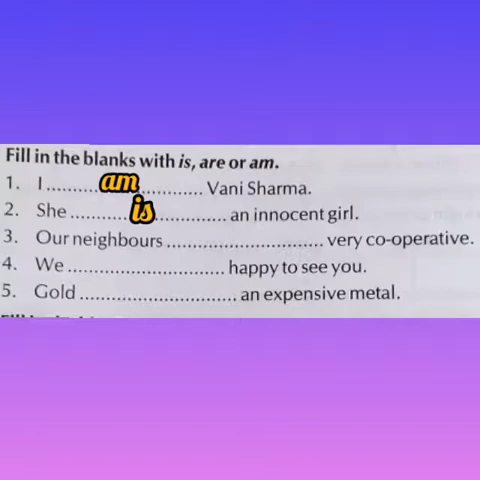 Fill in the blanks with is, are or am.
1. I ..........am............ Vani Sharma.
2. She ...........is.............. an innocent girl.
3. Our neighbours ............................ very co-operative.
4. We ............................ happy to see you.
5. Gold ............................ an expensive metal.